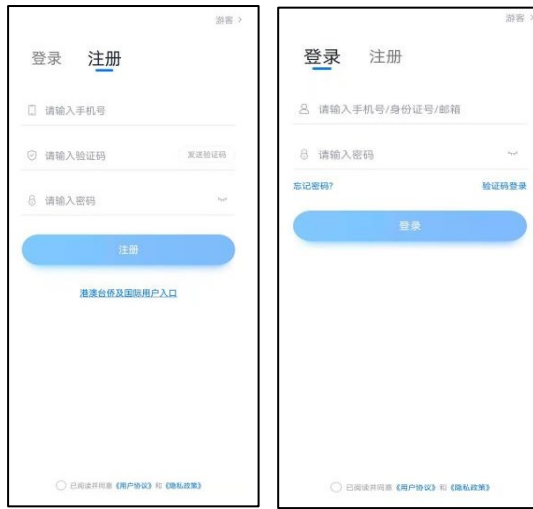 游客 >
登录 注册
请输入手机号
请输入验证码 发送验证码
请输入密码
注册
港澳台侨及国际用户入口
已阅读并同意《用户协议》和《隐私政策》
游客 >
登录 注册
请输入手机号/身份证号/邮箱
请输入密码
忘记密码? 验证码登录
登录
已阅读并同意《用户协议》和《隐私政策》